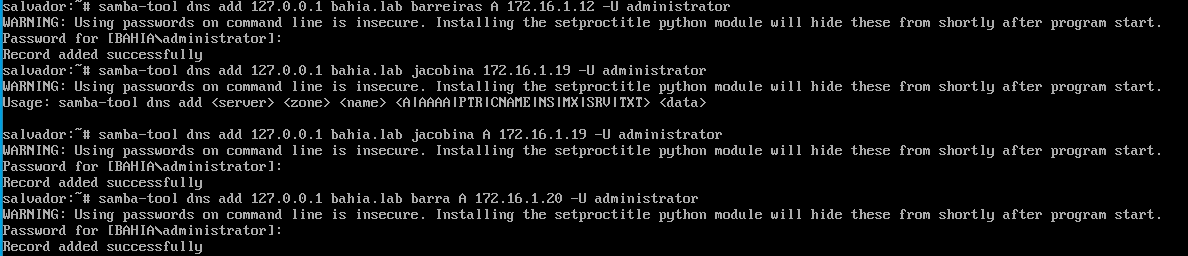 salvador:~# samba-tool dns add 127.0.0.1 bahia.lab barreiras A 172.16.1.12 -U administrator
WARNING: Using passwords on command line is insecure. Installing the setproctitle python module will hide these from shortly after program start.
Password for [BAHIA\administrator]:
Record added successfully
salvador:~# samba-tool dns add 127.0.0.1 bahia.lab jacobina 172.16.1.19 -U administrator
WARNING: Using passwords on command line is insecure. Installing the setproctitle python module will hide these from shortly after program start.
Usage: samba-tool dns add <server> <zone> <name> <A|AAAA|PTR|CNAME|NS|MX|SRV|TXT> <data>
salvador:~# samba-tool dns add 127.0.0.1 bahia.lab jacobina A 172.16.1.19 -U administrator
WARNING: Using passwords on command line is insecure. Installing the setproctitle python module will hide these from shortly after program start.
Password for [BAHIA\administrator]:
Record added successfully
salvador:~# samba-tool dns add 127.0.0.1 bahia.lab barra A 172.16.1.20 -U administrator
WARNING: Using passwords on command line is insecure. Installing the setproctitle python module will hide these from shortly after program start.
Password for [BAHIA\administrator]:
Record added successfully